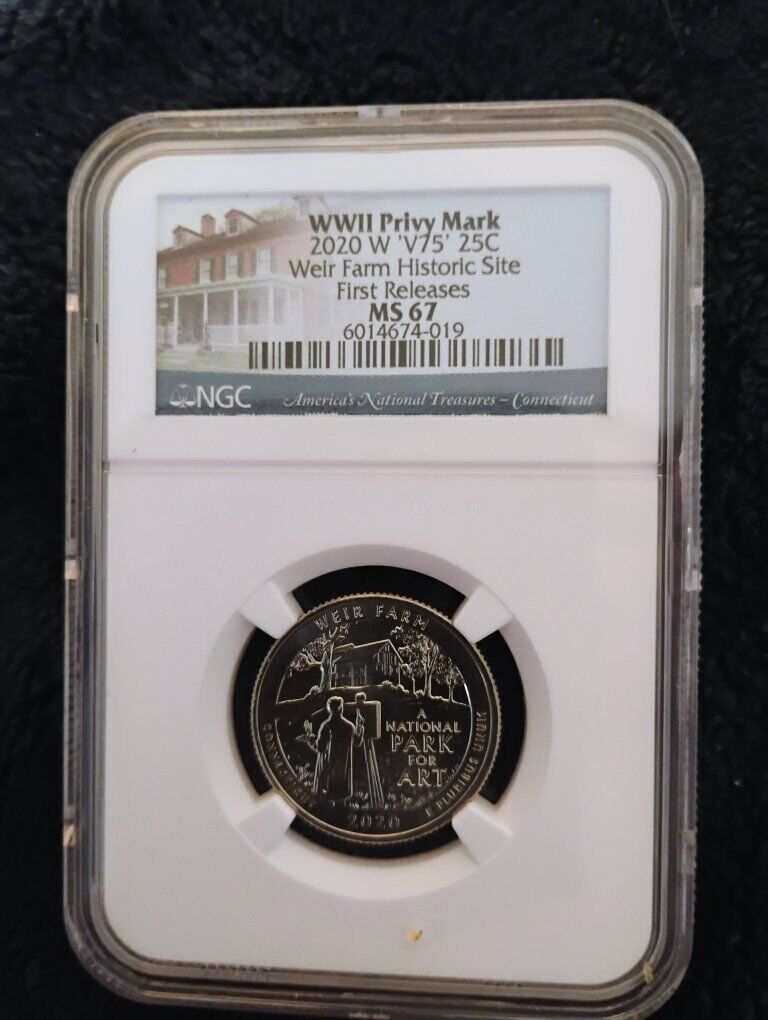 WWII Privy Mark
2020 W 'V75' 25C
Weir Farm Historic Site
First Releases
MS 67
6014674-019
NGC
America's National Treasures – Connecticut
WEIR FARM
A
NATIONAL
PARK
FOR
ART
CONNECTICUT
E PLURIBUS UNUM
2020